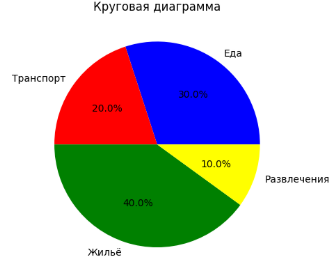 Круговая диаграмма
Еда
30.0%
Транспорт
20.0%
Жильё
40.0%
Развлечения
10.0%